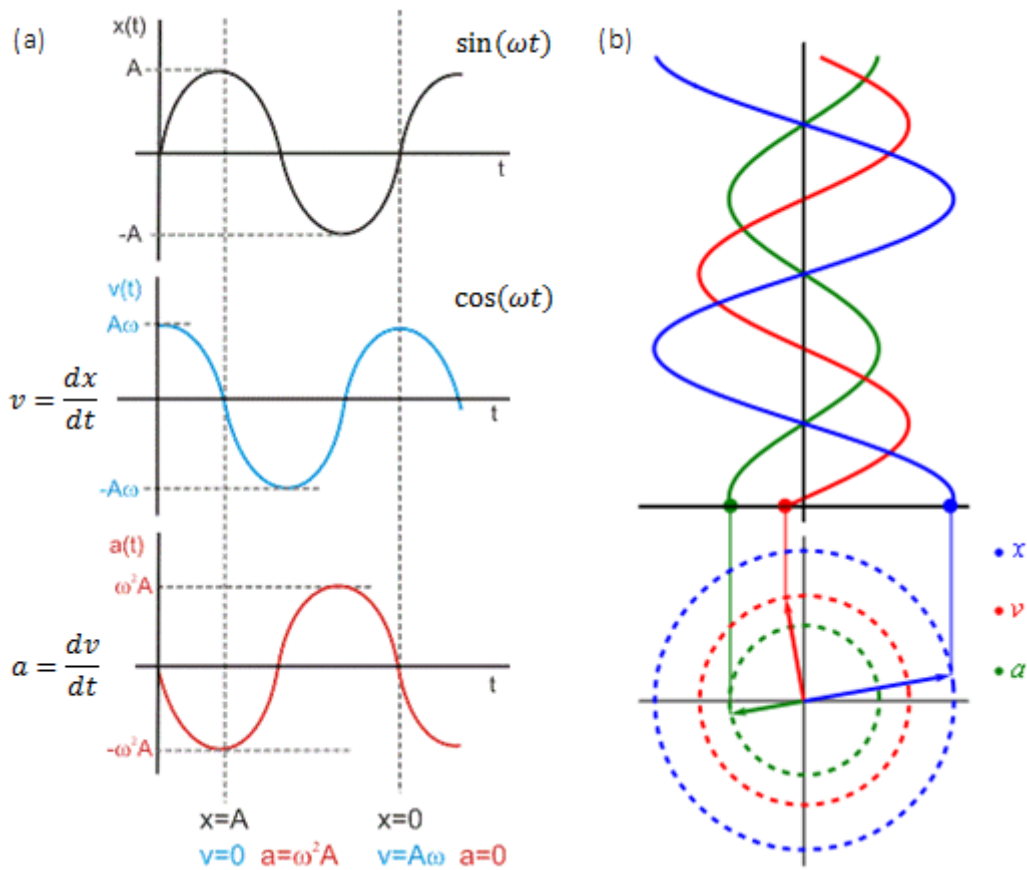 (a)
x(t)
sin(ωt)
A
t
-A
v(t)
cos(ωt)
Aω
v = dx/dt
t
-Aω
a(t)
ω²A
a = dv/dt
t
-ω²A
x=A
x=0
v=0 a=ω²A
v=Aω a=0
(b)
x
v
a